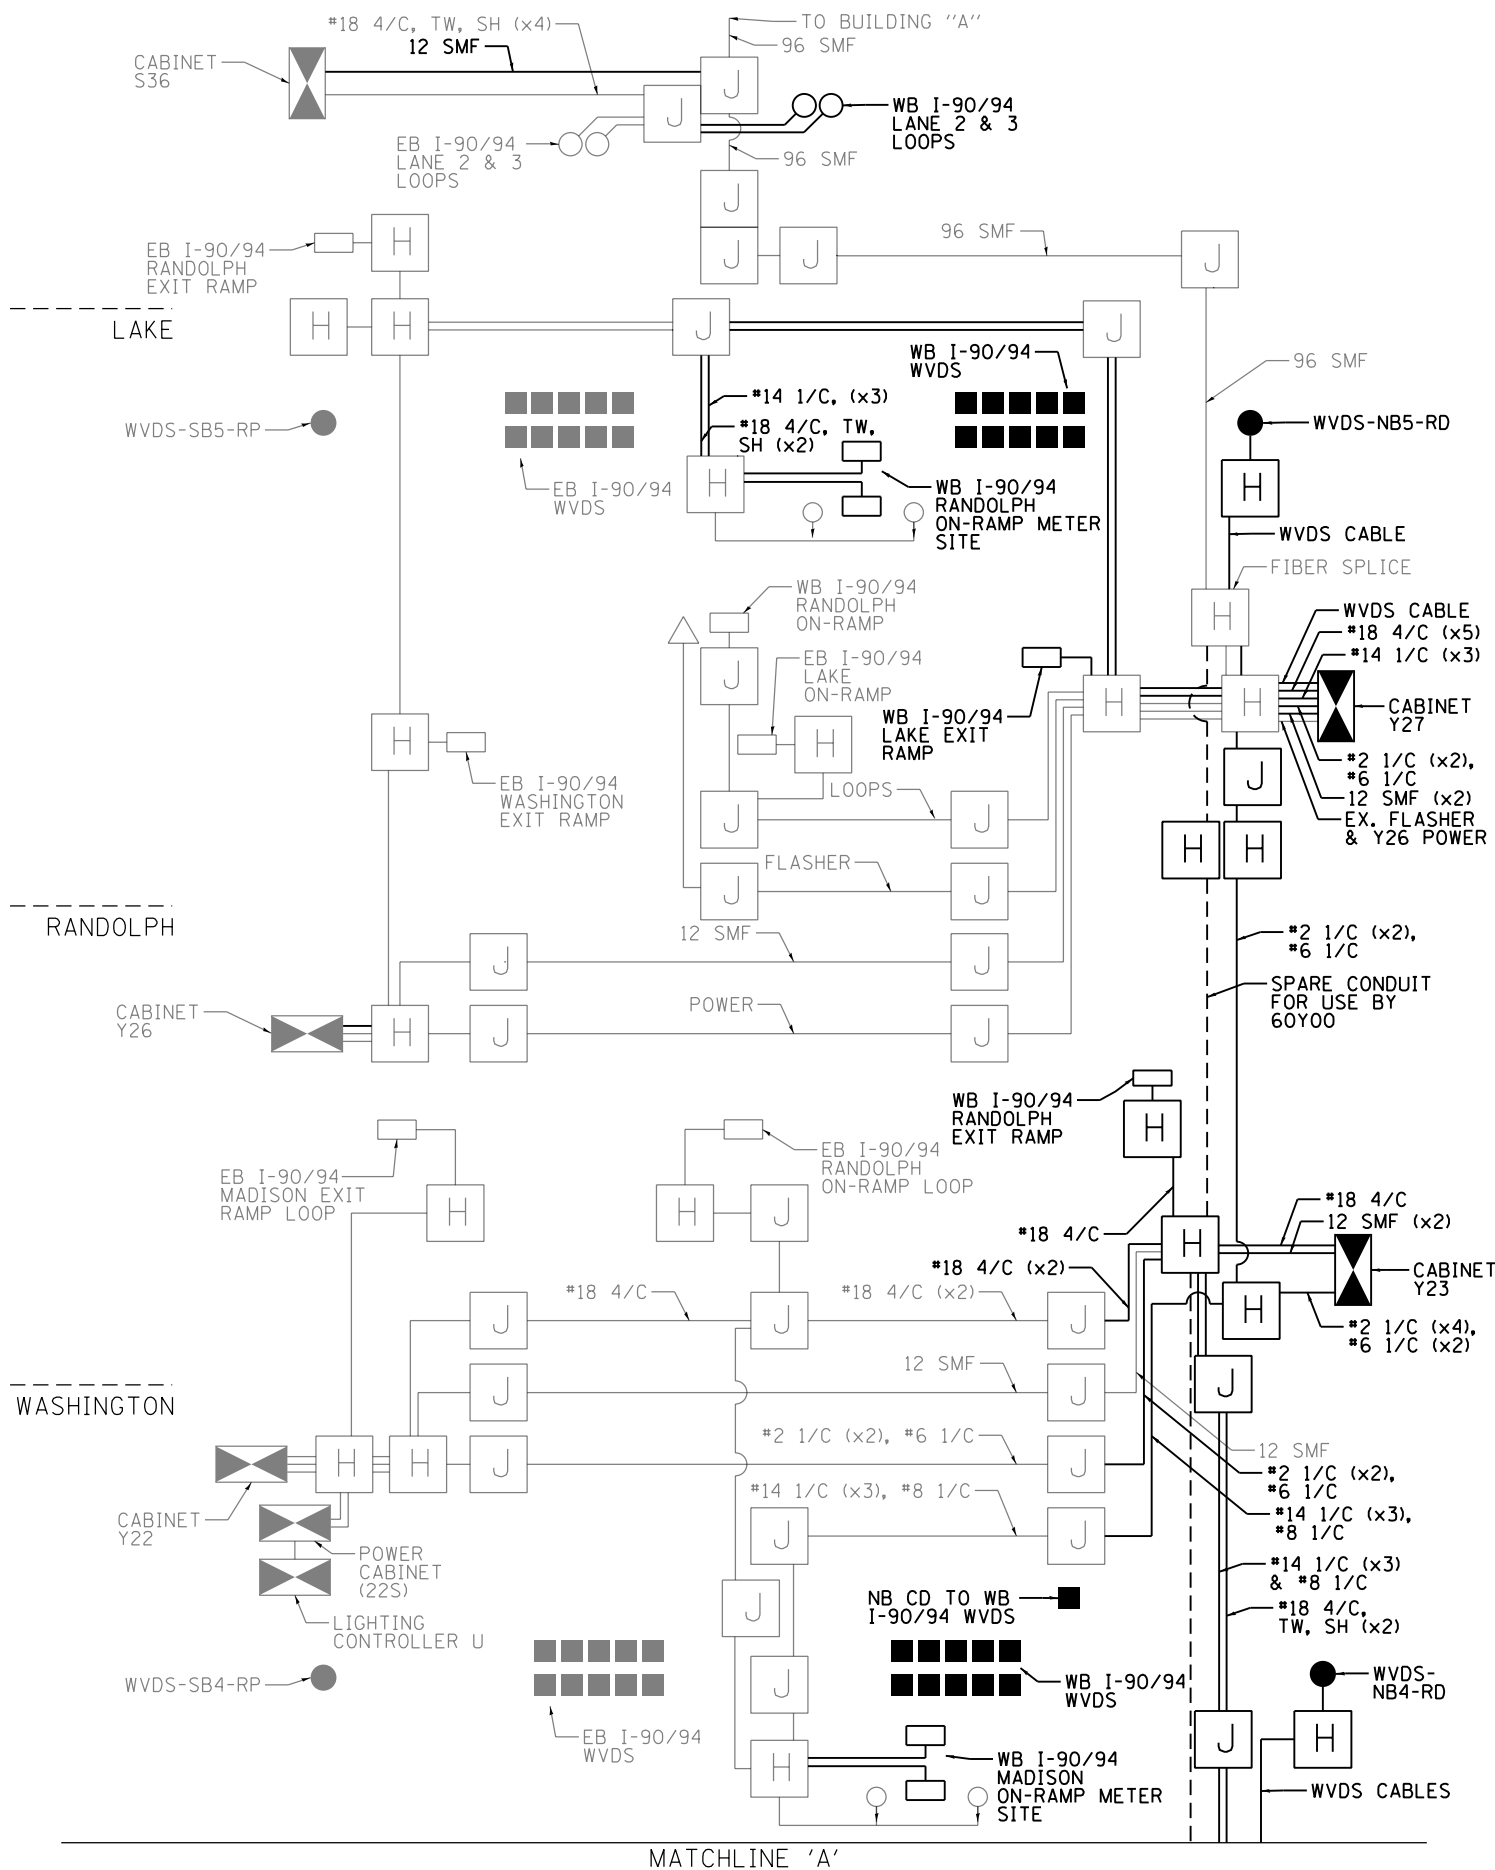 #18 4/C, TW, SH (x4)
12 SMF
TO BUILDING "A"
96 SMF
CABINET
S36
J
J
WB I-90/94
LANE 2 & 3
LOOPS
EB I-90/94
LANE 2 & 3
LOOPS
96 SMF
J
EB I-90/94
RANDOLPH
EXIT RAMP
H
J
J
96 SMF
J
LAKE
H
H
J
J
WB I-90/94
WVDS
96 SMF
WVDS-SB5-RP
#14 1/C, (x3)
#18 4/C, TW,
SH (x2)
WVDS-NB5-RD
EB I-90/94
WVDS
H
WB I-90/94
RANDOLPH
ON-RAMP METER
SITE
H
WVDS CABLE
FIBER SPLICE
WB I-90/94
RANDOLPH
ON-RAMP
H
WVDS CABLE
#18 4/C (x5)
#14 1/C (x3)
J
EB I-90/94
LAKE
ON-RAMP
WB I-90/94
LAKE EXIT
RAMP
H
H
CABINET
Y27
H
H
EB I-90/94
WASHINGTON
EXIT RAMP
#2 1/C (x2),
#6 1/C
12 SMF (x2)
EX. FLASHER
& Y26 POWER
J
LOOPS
J
J
H
H
FLASHER
J
J
RANDOLPH
12 SMF
#2 1/C (x2),
#6 1/C
J
J
SPARE CONDUIT
FOR USE BY
60Y00
CABINET
Y26
POWER
H
J
J
WB I-90/94
RANDOLPH
EXIT RAMP
H
EB I-90/94
MADISON EXIT
RAMP LOOP
H
EB I-90/94
RANDOLPH
ON-RAMP LOOP
H
J
#18 4/C
H
#18 4/C
12 SMF (x2)
#18 4/C (x2)
CABINET
Y23
#18 4/C
#18 4/C (x2)
J
J
J
H
#2 1/C (x4),
#6 1/C (x2)
12 SMF
J
J
J
WASHINGTON
#2 1/C (x2), #6 1/C
12 SMF
H
H
J
J
#2 1/C (x2),
#6 1/C
#14 1/C (x3), #8 1/C
CABINET
Y22
J
J
#14 1/C (x3),
#8 1/C
POWER
CABINET
(22S)
#14 1/C (x3)
& #8 1/C
NB CD TO WB
I-90/94 WVDS
J
#18 4/C,
TW, SH (x2)
LIGHTING
CONTROLLER U
WVDS-SB4-RP
J
WB I-90/94
WVDS
WVDS-
NB4-RD
EB I-90/94
WVDS
J
H
H
WB I-90/94
MADISON
ON-RAMP METER
SITE
WVDS CABLES
MATCHLINE 'A'